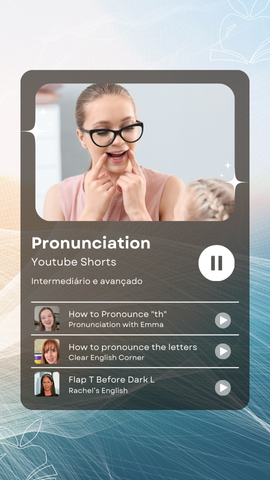 Pronunciation
Youtube Shorts
Intermediário e avançado
How to Pronounce "th"
Pronunciation with Emma
How to pronounce the letters
Clear English Corner
Flap T Before Dark L
Rachel's English